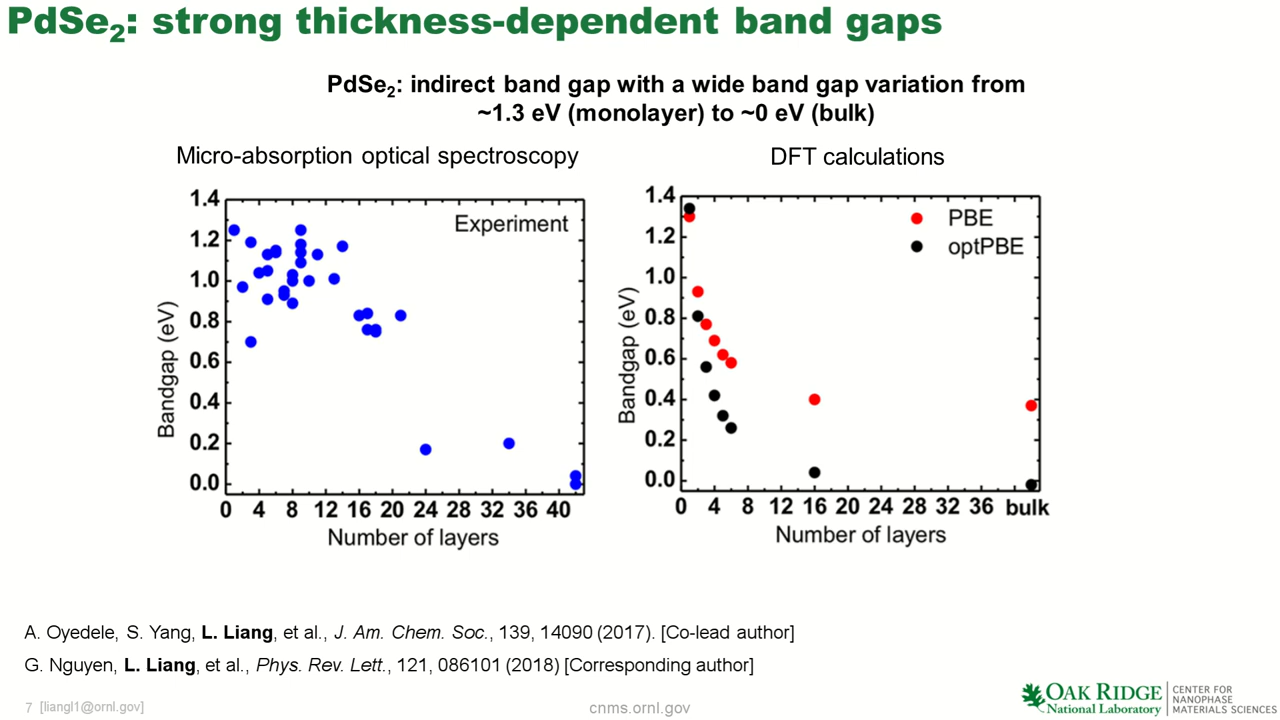 PdSe₂: strong thickness-dependent band gaps
PdSe₂: indirect band gap with a wide band gap variation from
~1.3 eV (monolayer) to ~0 eV (bulk)
Micro-absorption optical spectroscopy
Experiment
Bandgap (eV)
1.4
1.2
1.0
0.8
0.6
0.4
0.2
0.0
0 4 8 12 16 20 24 28 32 36 40
Number of layers
DFT calculations
PBE
optPBE
Bandgap (eV)
1.4
1.2
1.0
0.8
0.6
0.4
0.2
0.0
0 4 8 12 16 20 24 28 32 36 bulk
Number of layers
A. Oyedele, S. Yang, L. Liang, et al., J. Am. Chem. Soc., 139, 14090 (2017). [Co-lead author]
G. Nguyen, L. Liang, et al., Phys. Rev. Lett., 121, 086101 (2018) [Corresponding author]
7 [liangl1@ornl.gov]
cnms.ornl.gov
OAK RIDGE
National Laboratory
CENTER FOR
NANOPHASE
MATERIALS SCIENCES